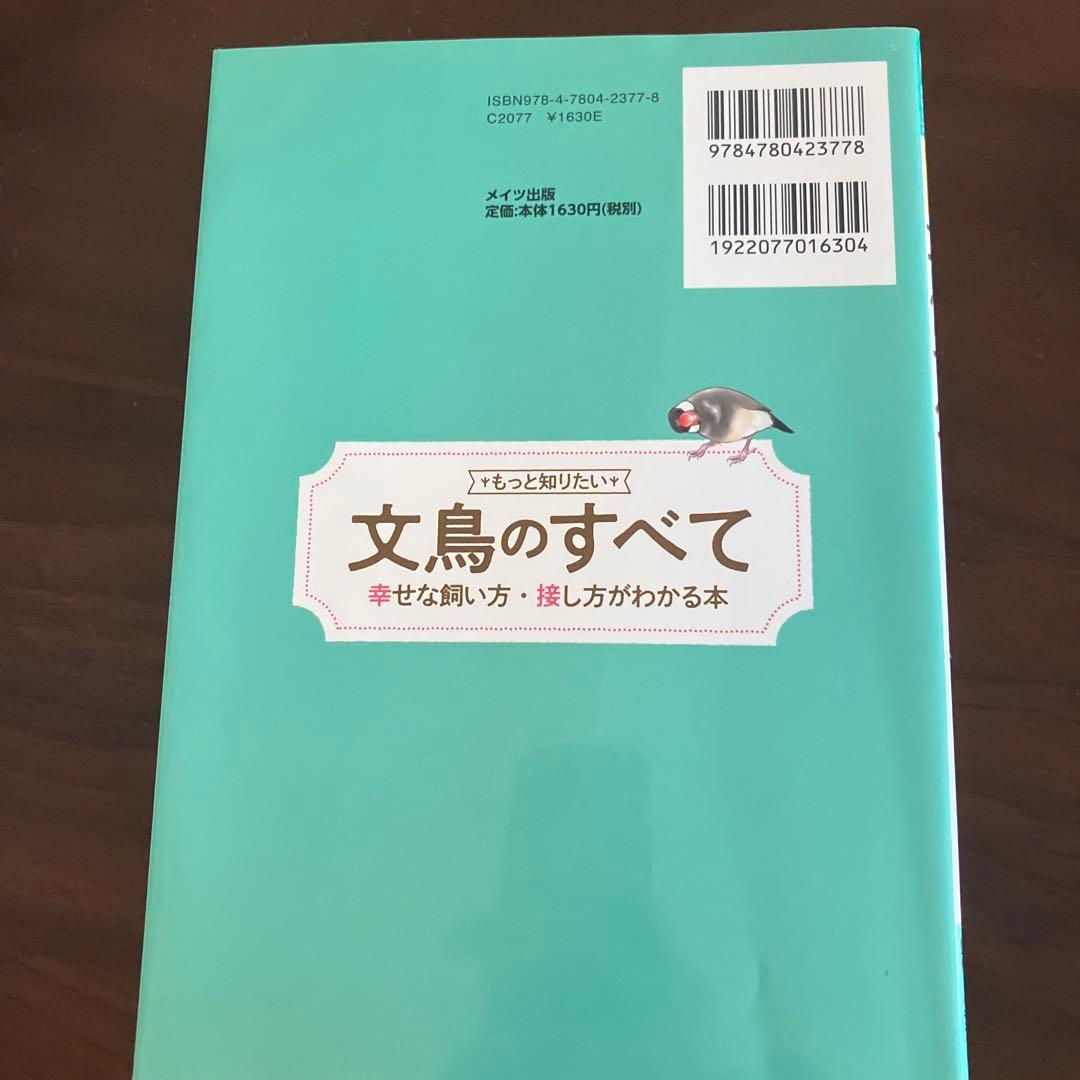 ISBN978-4-7804-2377-8
C2077 ¥1630E
9784780423778
メイツ出版
定価:本体1630円(税別)
1922077016304
もっと知りたい
文鳥のすべて
幸せな飼い方・接し方がわかる本